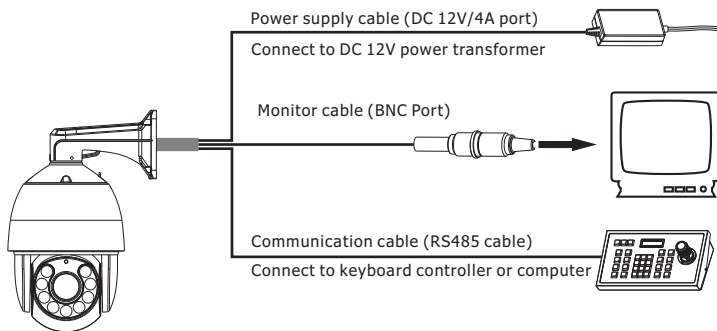 Power supply cable (DC 12V/4A port)
Connect to DC 12V power transformer
Monitor cable (BNC Port)
Communication cable (RS485 cable)
Connect to keyboard controller or computer